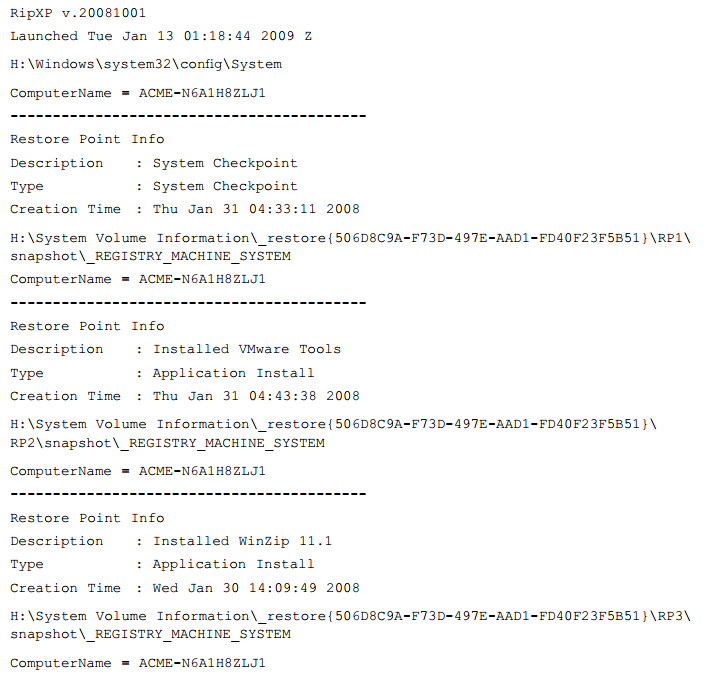 RipXP v.20081001
Launched Tue Jan 13 01:18:44 2009 Z
H:\Windows\system32\config\System
ComputerName = ACME-N6A1H8ZLJ1
------------------------------------------
Restore Point Info
Description : System Checkpoint
Type : System Checkpoint
Creation Time : Thu Jan 31 04:33:11 2008
H:\System Volume Information\_restore{506D8C9A-F73D-497E-AAD1-FD40F23F5B51}\RP1\
snapshot\_REGISTRY_MACHINE_SYSTEM
ComputerName = ACME-N6A1H8ZLJ1
------------------------------------------
Restore Point Info
Description : Installed VMware Tools
Type : Application Install
Creation Time : Thu Jan 31 04:43:38 2008
H:\System Volume Information\_restore{506D8C9A-F73D-497E-AAD1-FD40F23F5B51}\
RP2\snapshot\_REGISTRY_MACHINE_SYSTEM
ComputerName = ACME-N6A1H8ZLJ1
------------------------------------------
Restore Point Info
Description : Installed WinZip 11.1
Type : Application Install
Creation Time : Wed Jan 30 14:09:49 2008
H:\System Volume Information\_restore{506D8C9A-F73D-497E-AAD1-FD40F23F5B51}\RP3\
snapshot\_REGISTRY_MACHINE_SYSTEM
ComputerName = ACME-N6A1H8ZLJ1